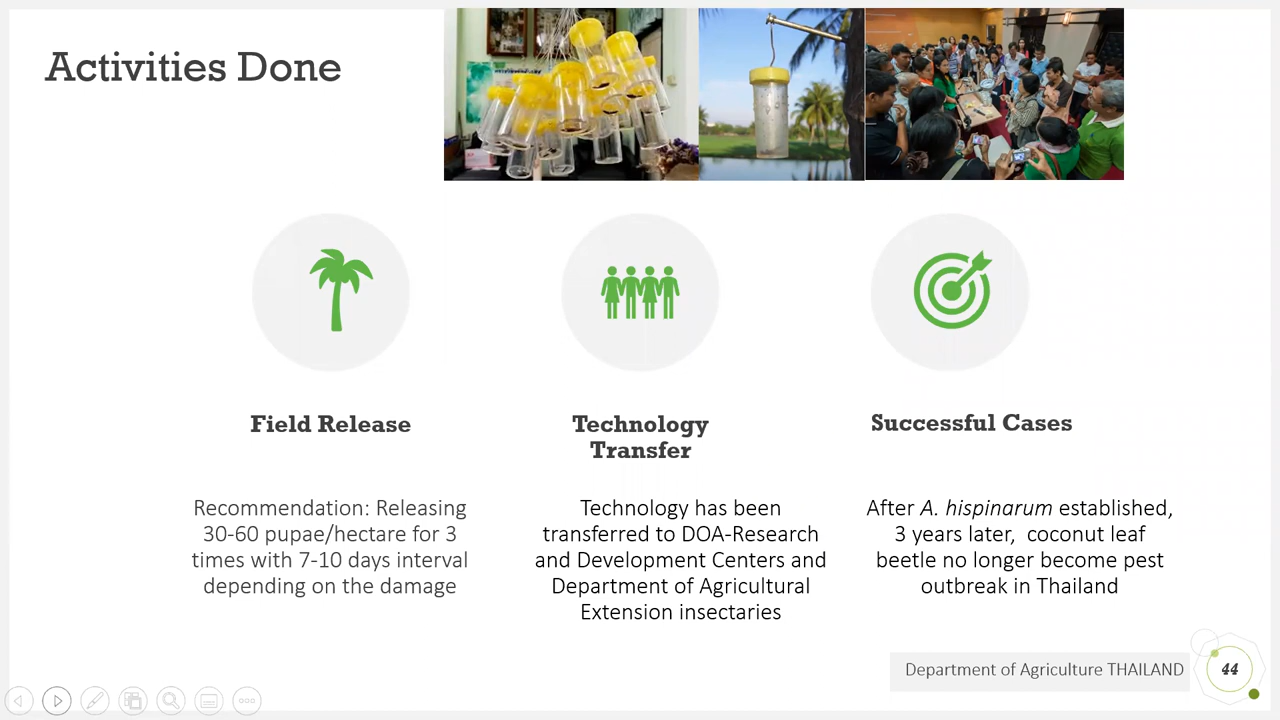 Activities Done
Field Release
Technology
Transfer
Successful Cases
Recommendation: Releasing
30-60 pupae/hectare for 3
times with 7-10 days interval
depending on the damage
Technology has been
transferred to DOA-Research
and Development Centers and
Department of Agricultural
Extension insectaries
After A. hispinarum established,
3 years later,  coconut leaf
beetle no longer become pest
outbreak in Thailand
Department of Agriculture THAILAND
44